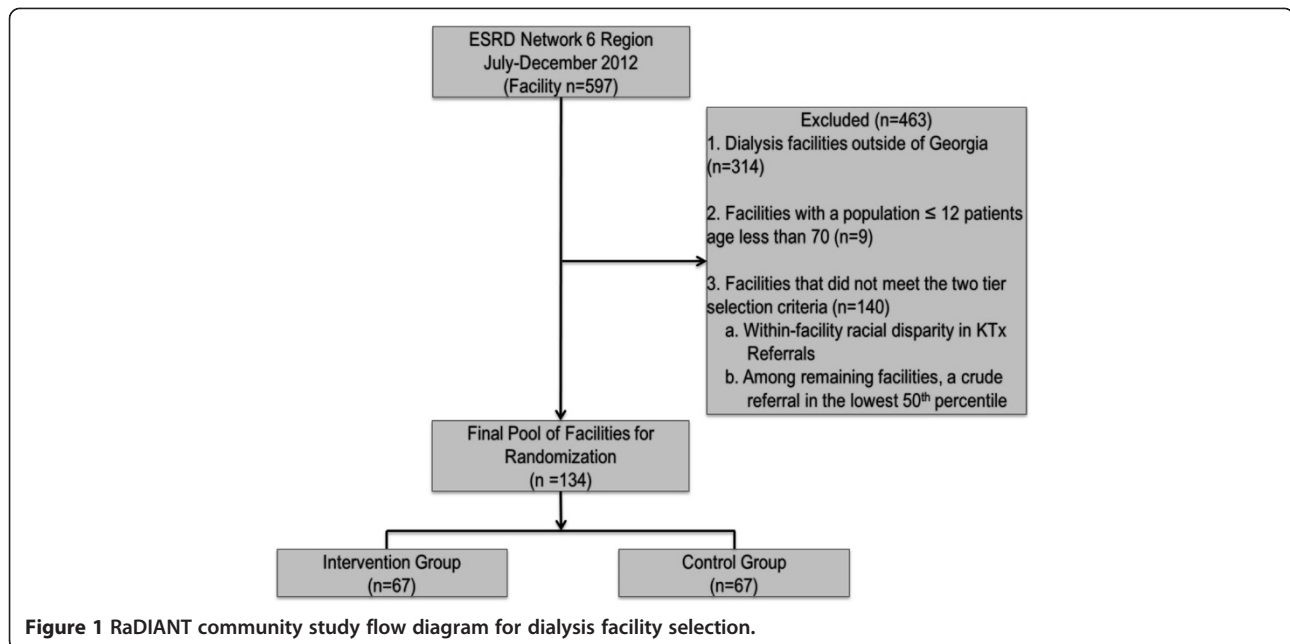 ESRD Network 6 Region
July-December 2012
(Facility n=597)
Excluded (n=463)
1. Dialysis facilities outside of Georgia
(n=314)
2. Facilities with a population ≤ 12 patients
age less than 70 (n=9)
3. Facilities that did not meet the two tier
selection criteria (n=140)
a. Within-facility racial disparity in KTx
Referrals
b. Among remaining facilities, a crude
referral in the lowest 50th percentile
Final Pool of Facilities for
Randomization
(n =134)
Intervention Group
(n=67)
Control Group
(n=67)
Figure 1 RaDIANT community study flow diagram for dialysis facility selection.